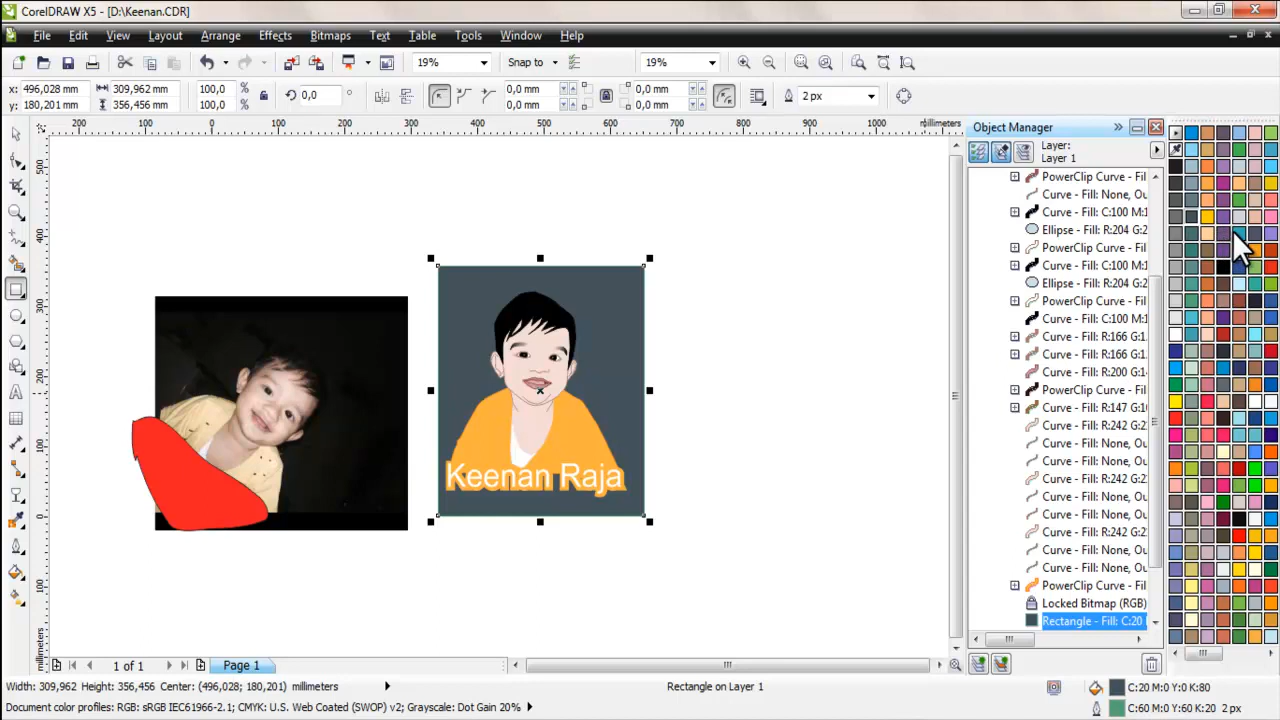 CorelDRAW X5 - [D:\Keenan.CDR]
File Edit View Layout Arrange Effects Bitmaps Text Table Tools Window Help
19% Snap to 19%
x: 496,028 mm 309,962 mm 100,0 % 0,0 ° 0,0 mm 0,0 mm 2 px
y: 180,201 mm 356,456 mm 100,0 % 0,0 mm 0,0 mm
200 100 0 100 200 300 400 500 600 700 800 900 1000 millimeters
500
400
300
200
100
0
100
millimeters
Keenan Raja
Object Manager
Layer:
Layer 1
PowerClip Curve - Fil
Curve - Fill: None, Ou
Curve - Fill: C:100 M:1
Ellipse - Fill: R:204 G:2
PowerClip Curve - Fil
Curve - Fill: C:100 M:1
Ellipse - Fill: R:204 G:2
PowerClip Curve - Fil
Curve - Fill: C:100 M:1
Curve - Fill: R:166 G:1
Curve - Fill: R:166 G:1
Curve - Fill: R:200 G:1
PowerClip Curve - Fil
Curve - Fill: R:147 G:1
Curve - Fill: R:242 G:2
Curve - Fill: None, Ou
Curve - Fill: None, Ou
Curve - Fill: R:242 G:2
Curve - Fill: None, Ou
Curve - Fill: None, Ou
Curve - Fill: R:242 G:2
Curve - Fill: None, Ou
Curve - Fill: None, Ou
PowerClip Curve - Fil
Locked Bitmap (RGB)
Rectangle - Fill: C:20
1 of 1 Page 1
Width: 309,962 Height: 356,456 Center: (496,028; 180,201) millimeters Rectangle on Layer 1 C:20 M:0 Y:0 K:80
Document color profiles: RGB: sRGB IEC61966-2.1; CMYK: U.S. Web Coated (SWOP) v2; Grayscale: Dot Gain 20% C:60 M:0 Y:60 K:20 2 px